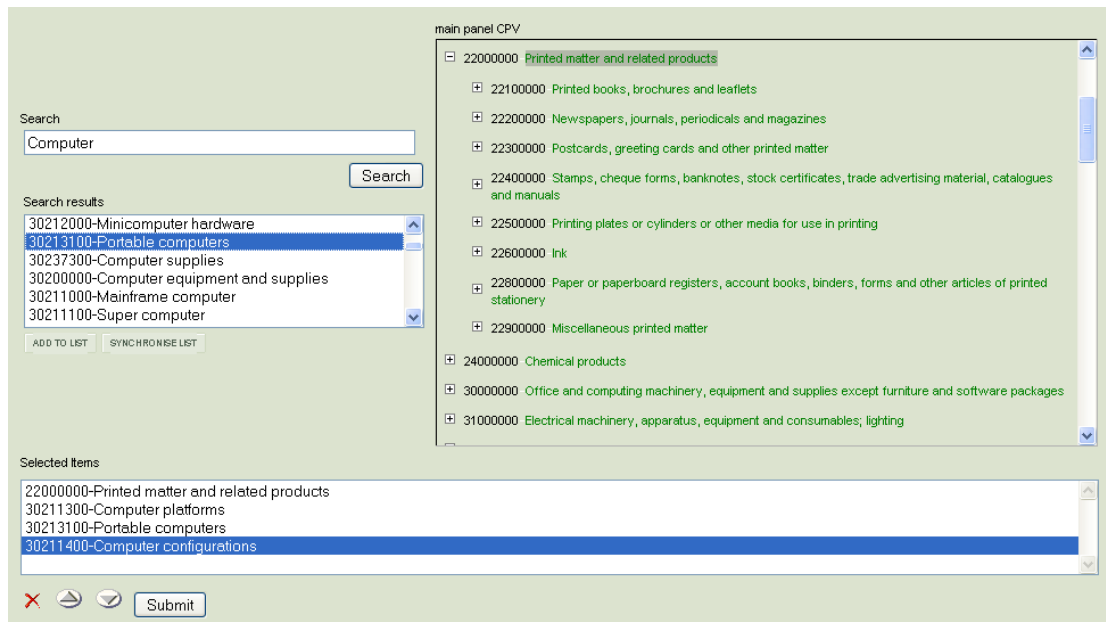 main panel CPV
22000000 Printed matter and related products
22100000 Printed books, brochures and leaflets
22200000 Newspapers, journals, periodicals and magazines
22300000 Postcards, greeting cards and other printed matter
22400000 Stamps, cheque forms, banknotes, stock certificates, trade advertising material, catalogues
and manuals
22500000 Printing plates or cylinders or other media for use in printing
22600000 Ink
22800000 Paper or paperboard registers, account books, binders, forms and other articles of printed
stationery
22900000 Miscellaneous printed matter
24000000 Chemical products
30000000 Office and computing machinery, equipment and supplies except furniture and software packages
31000000 Electrical machinery, apparatus, equipment and consumables; lighting
Search
Computer
Search
Search results
30212000-Minicomputer hardware
30213100-Portable computers
30237300-Computer supplies
30200000-Computer equipment and supplies
30211000-Mainframe computer
30211100-Super computer
ADD TO LIST SYNCHRONISE LIST
Selected Items
22000000-Printed matter and related products
30211300-Computer platforms
30213100-Portable computers
30211400-Computer configurations
Submit